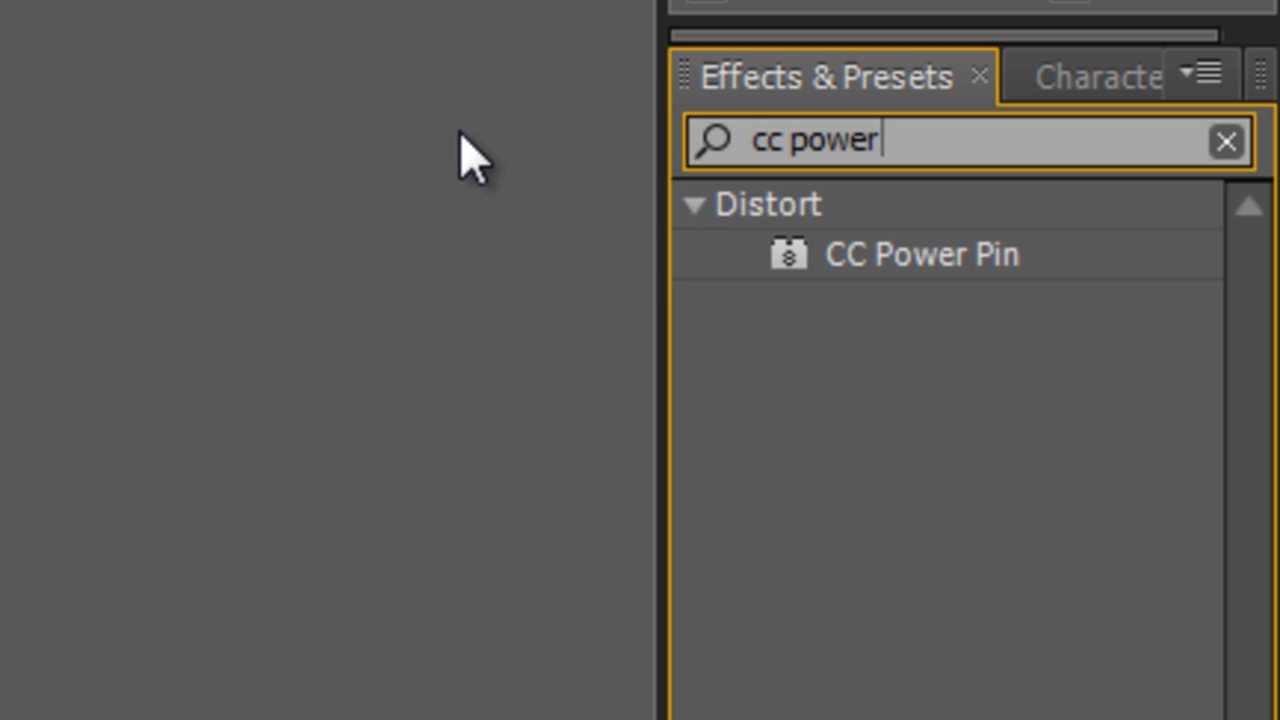 Effects & Presets
Characte
cc power
Distort
CC Power Pin